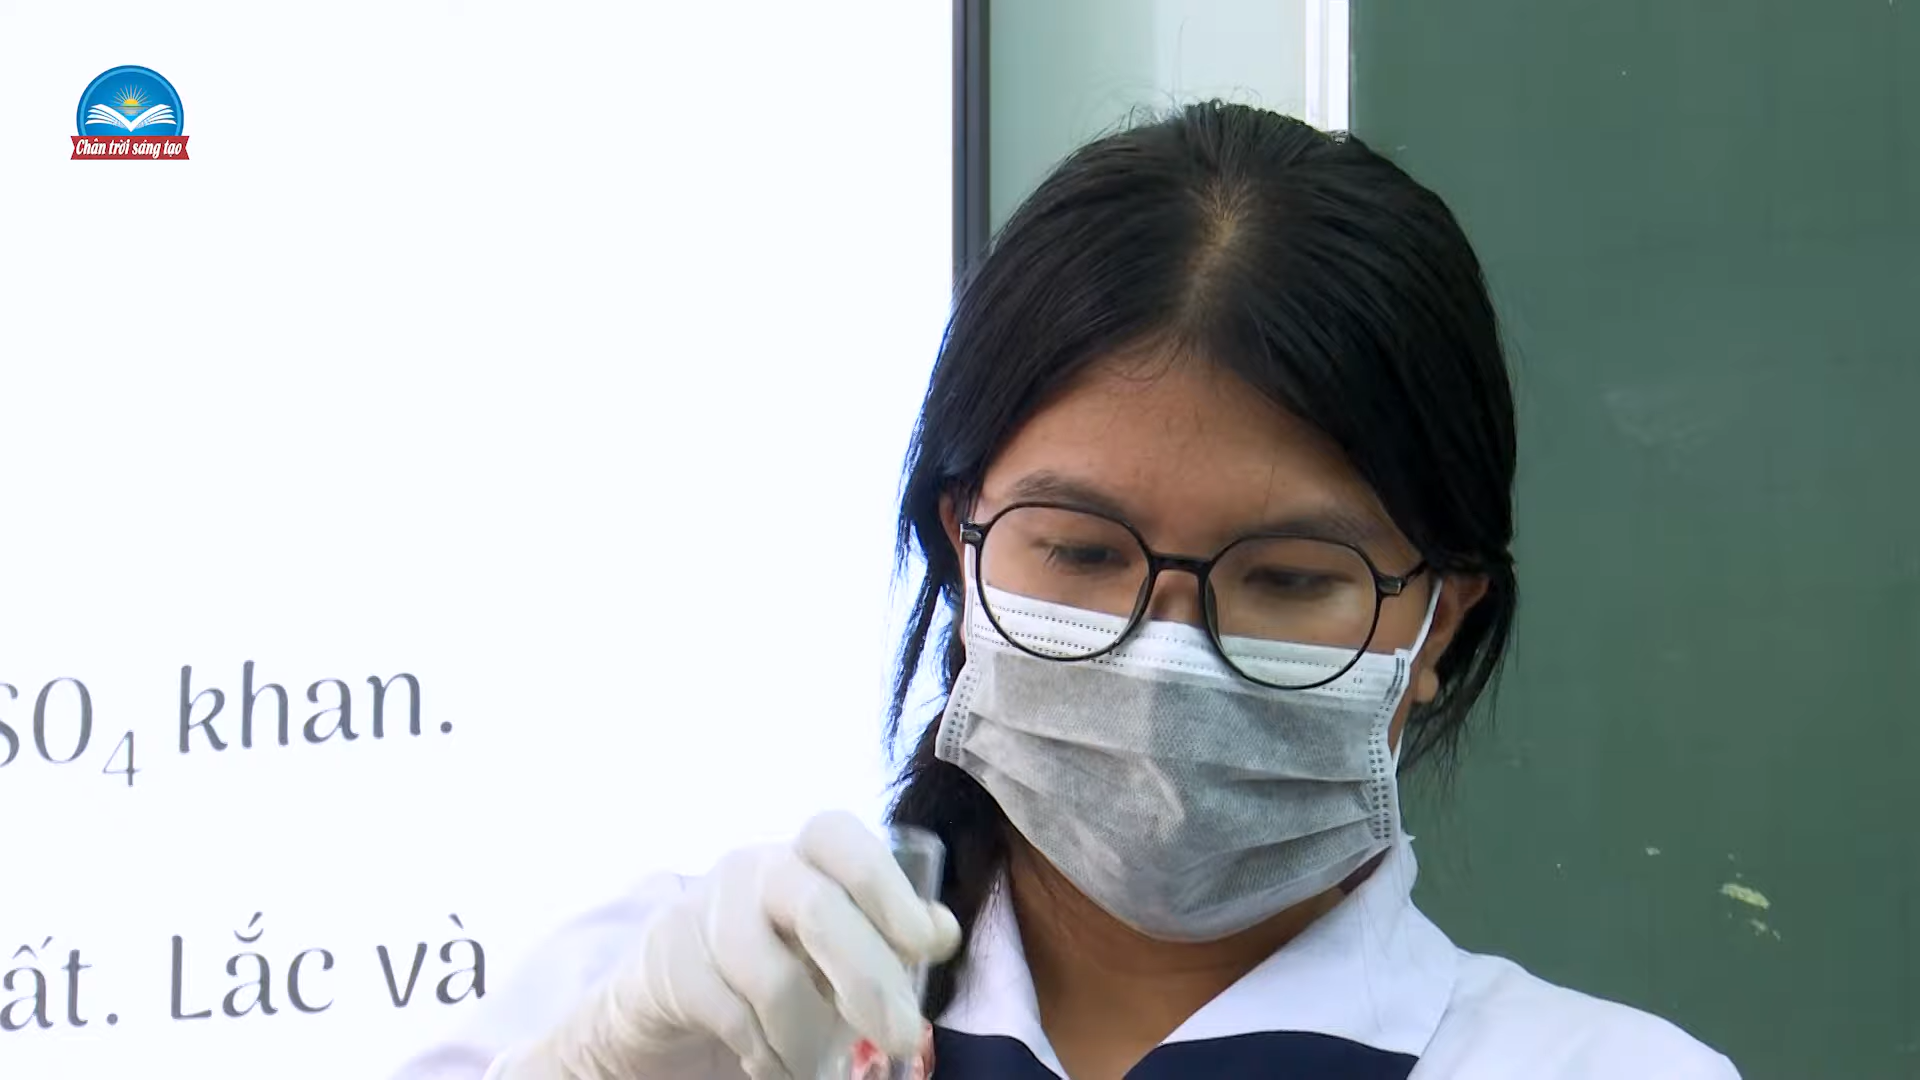 Chân trời sáng tạo
SO₄ khan.
ất. Lắc và